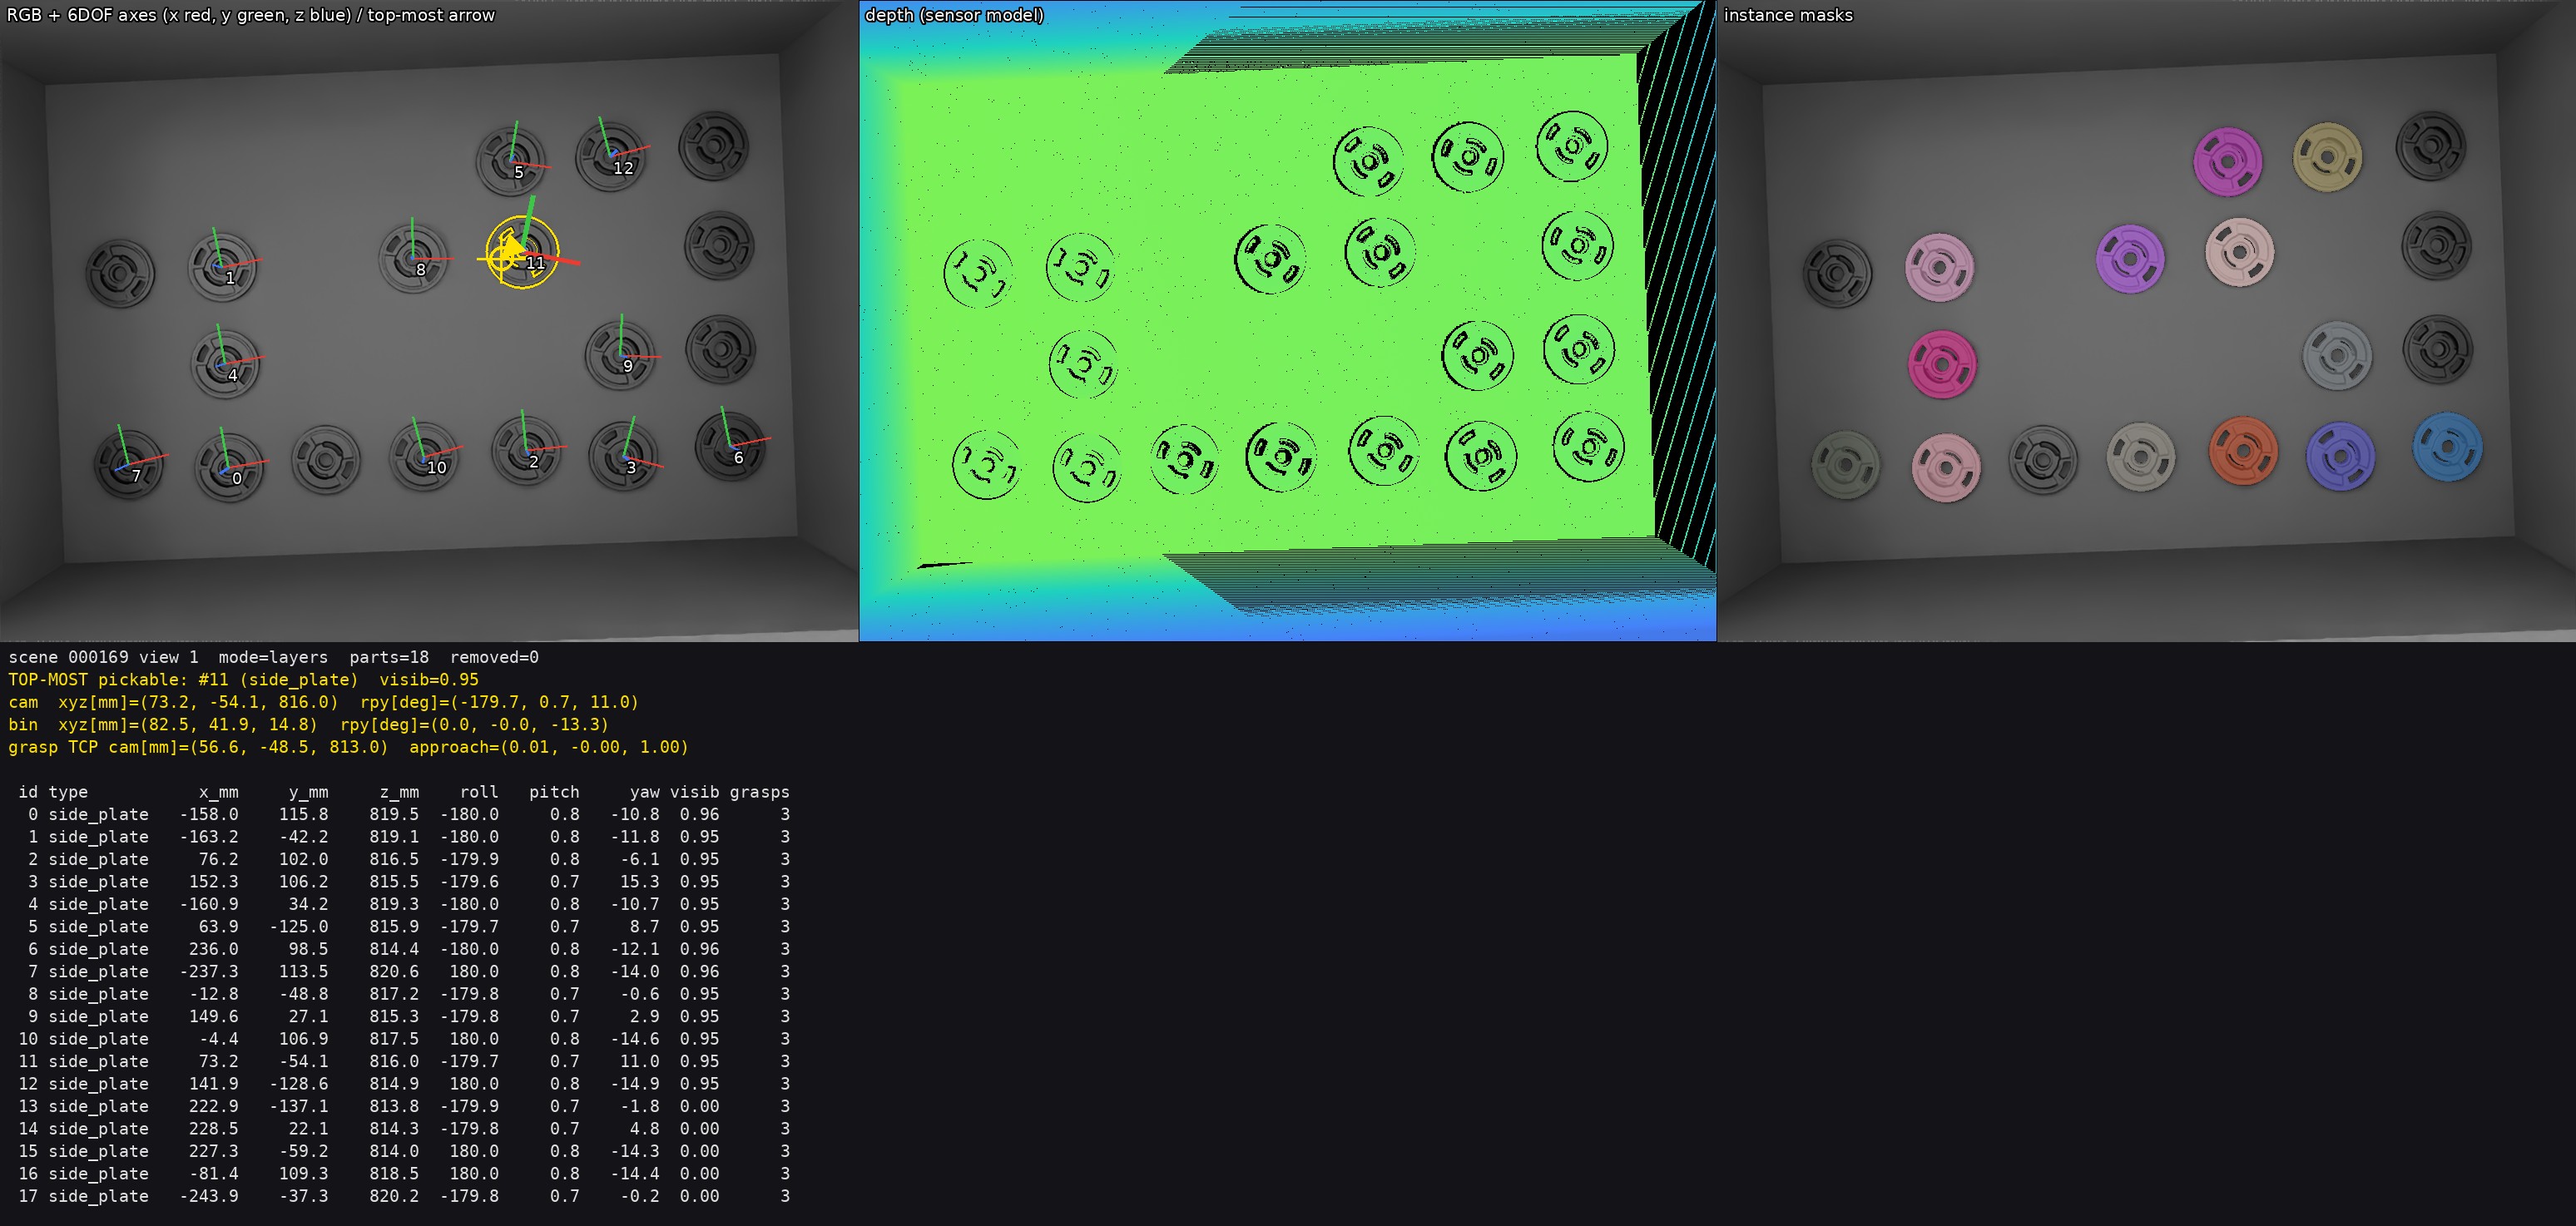 RGB + 6DOF axes (x red, y green, z blue) / top-most arrow
depth (sensor model)
instance masks
5
12
1
8
11
4
9
7
0
10
2
3
6
scene 000169 view 1  mode=layers  parts=18  removed=0
TOP-MOST pickable: #11 (side_plate)  visib=0.95
cam  xyz[mm]=(73.2, -54.1, 816.0)  rpy[deg]=(-179.7, 0.7, 11.0)
bin  xyz[mm]=(82.5, 41.9, 14.8)  rpy[deg]=(0.0, -0.0, -13.3)
grasp TCP cam[mm]=(56.6, -48.5, 813.0)  approach=(0.01, -0.00, 1.00)
id type x_mm y_mm z_mm roll pitch yaw visib grasps
0 side_plate -158.0 115.8 819.5 -180.0 0.8 -10.8 0.96 3
1 side_plate -163.2 -42.2 819.1 -180.0 0.8 -11.8 0.95 3
2 side_plate 76.2 102.0 816.5 -179.9 0.8 -6.1 0.95 3
3 side_plate 152.3 106.2 815.5 -179.6 0.7 15.3 0.95 3
4 side_plate -160.9 34.2 819.3 -180.0 0.8 -10.7 0.95 3
5 side_plate 63.9 -125.0 815.9 -179.7 0.7 8.7 0.95 3
6 side_plate 236.0 98.5 814.4 -180.0 0.8 -12.1 0.96 3
7 side_plate -237.3 113.5 820.6 180.0 0.8 -14.0 0.96 3
8 side_plate -12.8 -48.8 817.2 -179.8 0.7 -0.6 0.95 3
9 side_plate 149.6 27.1 815.3 -179.8 0.7 2.9 0.95 3
10 side_plate -4.4 106.9 817.5 180.0 0.8 -14.6 0.95 3
11 side_plate 73.2 -54.1 816.0 -179.7 0.7 11.0 0.95 3
12 side_plate 141.9 -128.6 814.9 180.0 0.8 -14.9 0.95 3
13 side_plate 222.9 -137.1 813.8 -179.9 0.7 -1.8 0.00 3
14 side_plate 228.5 22.1 814.3 -179.8 0.7 4.8 0.00 3
15 side_plate 227.3 -59.2 814.0 180.0 0.8 -14.3 0.00 3
16 side_plate -81.4 109.3 818.5 180.0 0.8 -14.4 0.00 3
17 side_plate -243.9 -37.3 820.2 -179.8 0.7 -0.2 0.00 3